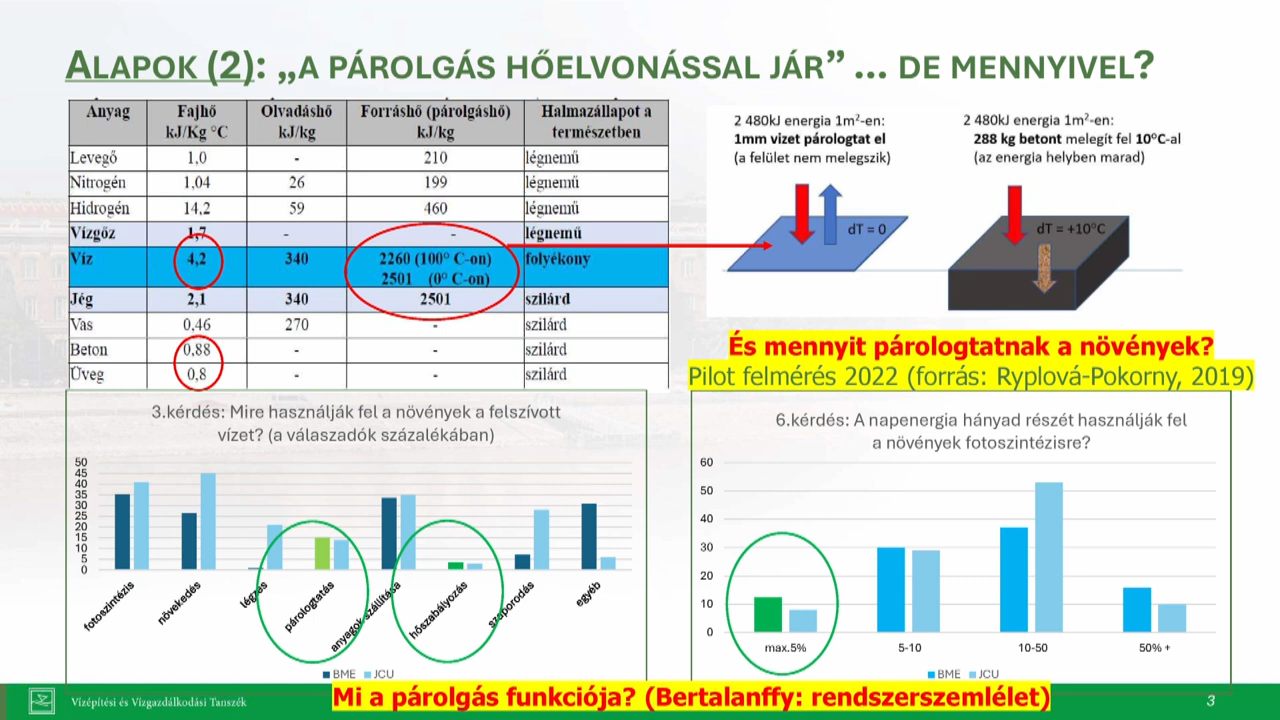 ALAPOK (2): „A PÁROLGÁS HŐELVONÁSSAL JÁR” ... DE MENNYIVEL?
Anyag Fajhő Olvadáshő Forráshő (párolgáshő) Halmazállapot a
kJ/Kg °C kJ/kg kJ/kg természetben
Levegő 1,0 - 210 légnemű
Nitrogén 1,04 26 199 légnemű
Hidrogén 14,2 59 460 légnemű
Vízgőz 1,7 - - légnemű
Víz 4,2 340 2260 (100° C-on) folyékony
2501 (0° C-on)
Jég 2,1 340 2501 szilárd
Vas 0,46 270 - szilárd
Beton 0,88 - - szilárd
Üveg 0,8 - - szilárd
2 480kJ energia 1m²-en:
1mm vizet párologtat el
(a felület nem melegszik)
dT = 0
2 480kJ energia 1m²-en:
288 kg betont melegít fel 10°C-al
(az energia helyben marad)
dT = +10°C
És mennyit párologtatnak a növények?
Pilot felmérés 2022 (forrás: Ryplová-Pokorny, 2019)
3.kérdés: Mire használják fel a növények a felszívott
vízet? (a válaszadók százalékában)
50
45
40
35
30
25
20
15
10
5
0
fotoszintézis
növekedés
légzés
párologtatás
anyagok szállítása
hőszabályozás
szaporodás
egyéb
BME JCU
6.kérdés: A napenergia hányad részét használják fel
a növények fotoszintézisre?
60
50
40
30
20
10
0
max.5% 5-10 10-50 50% +
BME JCU
Mi a párolgás funkciója? (Bertalanffy: rendszerszemlélet)
Vízépítési és Vízgazdálkodási Tanszék
3